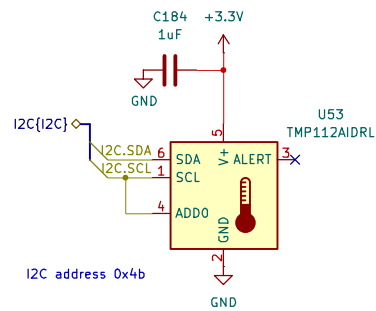 C184 +3.3V
1uF
GND
U53
TMP112AIDRL
I2C{I2C}
I2C.SDA
I2C.SCL
5
V+
6 SDA ALERT 3
1 SCL
4 ADD0
GND
2
I2C address 0x4b
GND